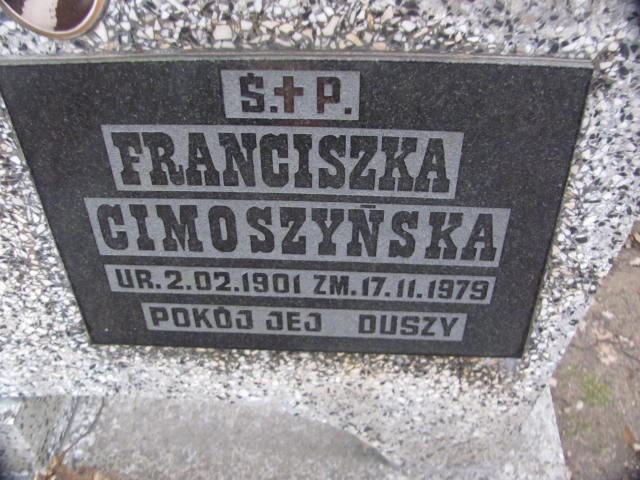 Ś.✝P.
FRANCISZKA
CIMOSZYŃSKA
UR.2.02.1901 ZM.17.11.1979
POKÓJ JEJ DUSZY